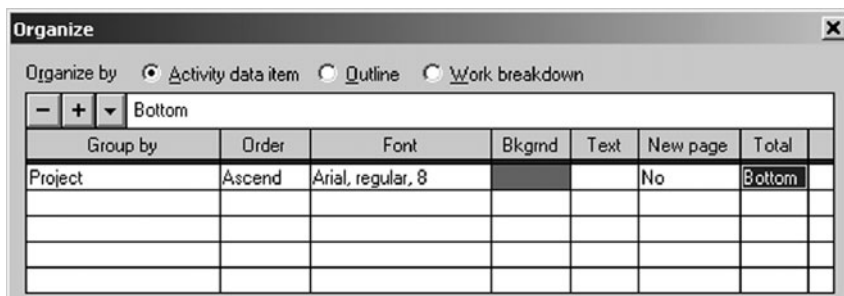 Organize
Organize by Activity data item Outline Work breakdown
− + Bottom
Group by Order Font Bkgrnd Text New page Total
Project Ascend Arial, regular, 8 No Bottom